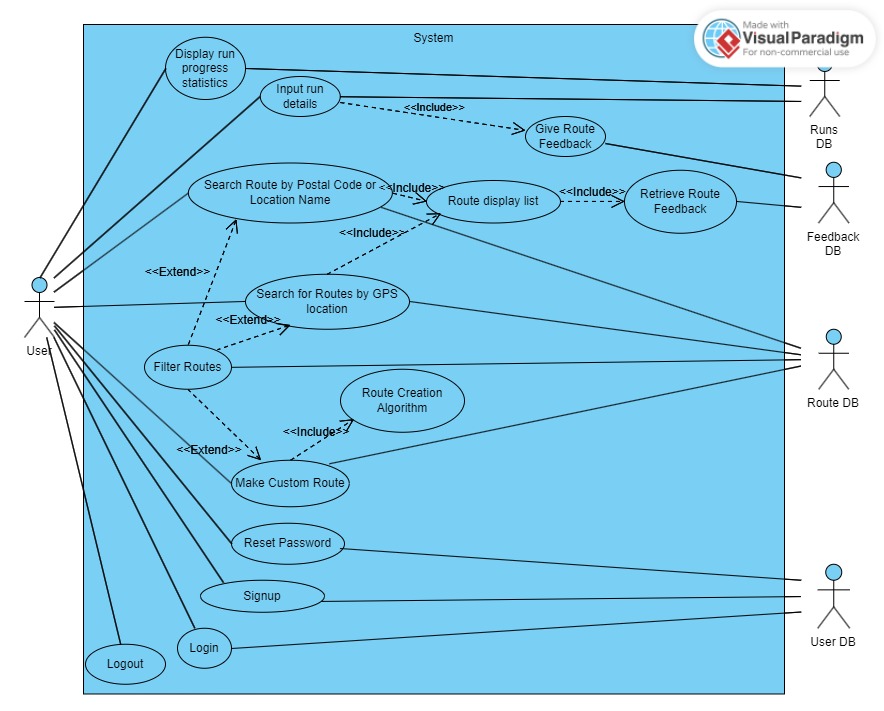 System
Made with
VisualParadigm
For non-commercial use
Display run
progress
statistics
Input run
details
<<Include>>
Give Route
Feedback
Runs
DB
Search Route by Postal Code or
Location Name
<<Include>>
Route display list
<<Include>>
Retrieve Route
Feedback
Feedback
DB
<<Include>>
<<Extend>>
Search for Routes by GPS
location
<<Extend>>
User
Filter Routes
Route Creation
Algorithm
Route DB
<<Include>>
<<Extend>>
Make Custom Route
Reset Password
Signup
User DB
Login
Logout